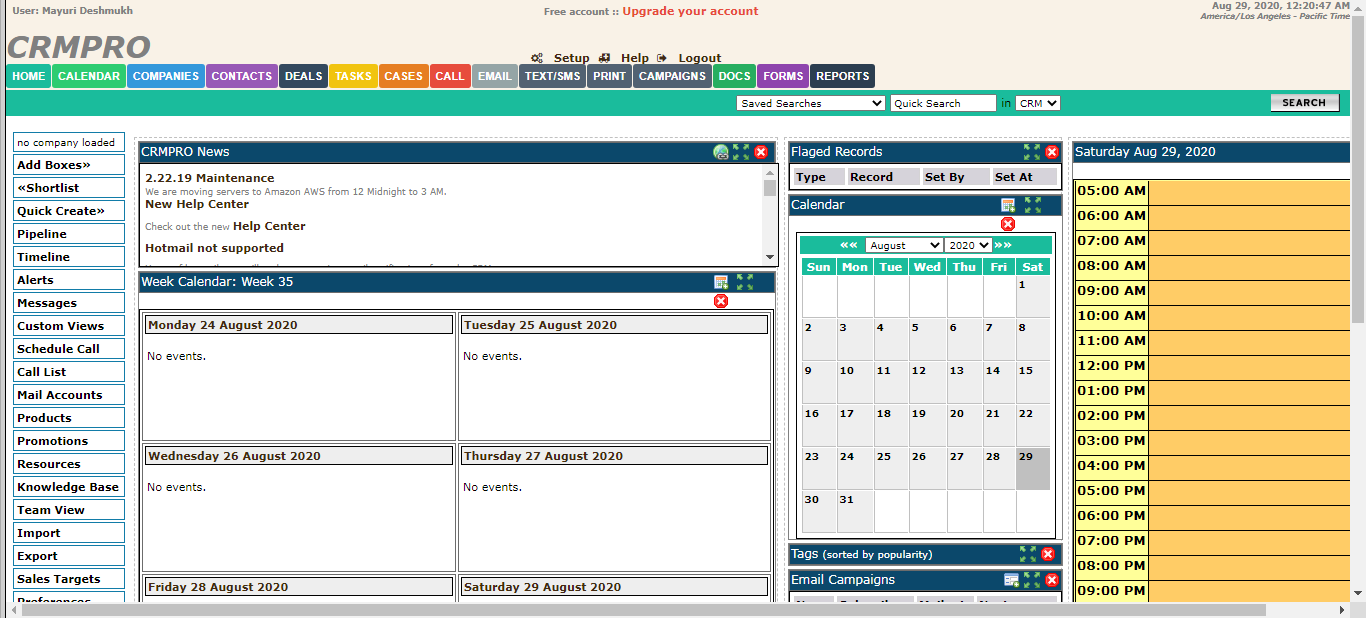 User: Mayuri Deshmukh
Free account :: Upgrade your account
Aug 29, 2020, 12:20:47 AM
America/Los Angeles - Pacific Time
CRMPRO
Setup Help Logout
HOME CALENDAR COMPANIES CONTACTS DEALS TASKS CASES CALL EMAIL TEXT/SMS PRINT CAMPAIGNS DOCS FORMS REPORTS
Saved Searches Quick Search in CRM SEARCH
no company loaded
Add Boxes»
«Shortlist
Quick Create»
Pipeline
Timeline
Alerts
Messages
Custom Views
Schedule Call
Call List
Mail Accounts
Products
Promotions
Resources
Knowledge Base
Team View
Import
Export
Sales Targets
Preferences
CRMPRO News
2.22.19 Maintenance
We are moving servers to Amazon AWS from 12 Midnight to 3 AM.
New Help Center
Check out the new Help Center
Hotmail not supported
Week Calendar: Week 35
Monday 24 August 2020
No events.
Tuesday 25 August 2020
No events.
Wednesday 26 August 2020
No events.
Thursday 27 August 2020
No events.
Friday 28 August 2020
Saturday 29 August 2020
Flaged Records
Type Record Set By Set At
Calendar
«« August 2020 »»
Sun Mon Tue Wed Thu Fri Sat
1
2 3 4 5 6 7 8
9 10 11 12 13 14 15
16 17 18 19 20 21 22
23 24 25 26 27 28 29
30 31
Tags (sorted by popularity)
Email Campaigns
Saturday Aug 29, 2020
05:00 AM
06:00 AM
07:00 AM
08:00 AM
09:00 AM
10:00 AM
11:00 AM
12:00 PM
01:00 PM
02:00 PM
03:00 PM
04:00 PM
05:00 PM
06:00 PM
07:00 PM
08:00 PM
09:00 PM